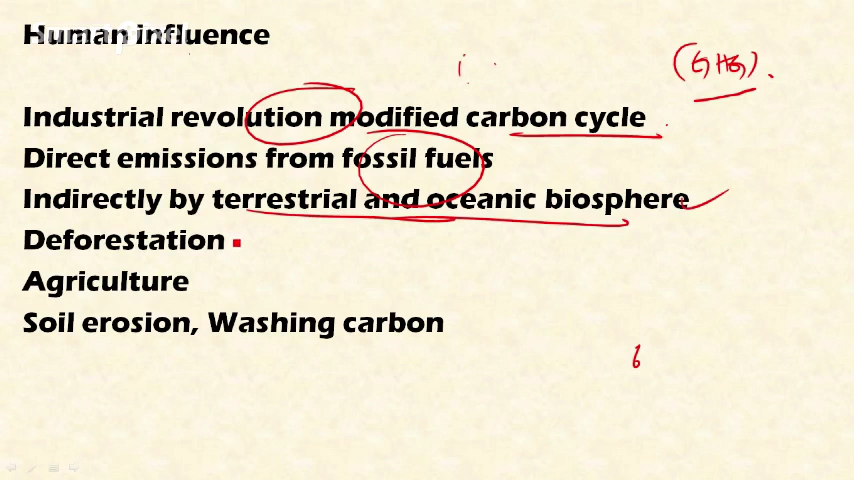 Human influence
(GHG).
Industrial revolution modified carbon cycle
Direct emissions from fossil fuels
Indirectly by terrestrial and oceanic biosphere
Deforestation
Agriculture
Soil erosion, Washing carbon